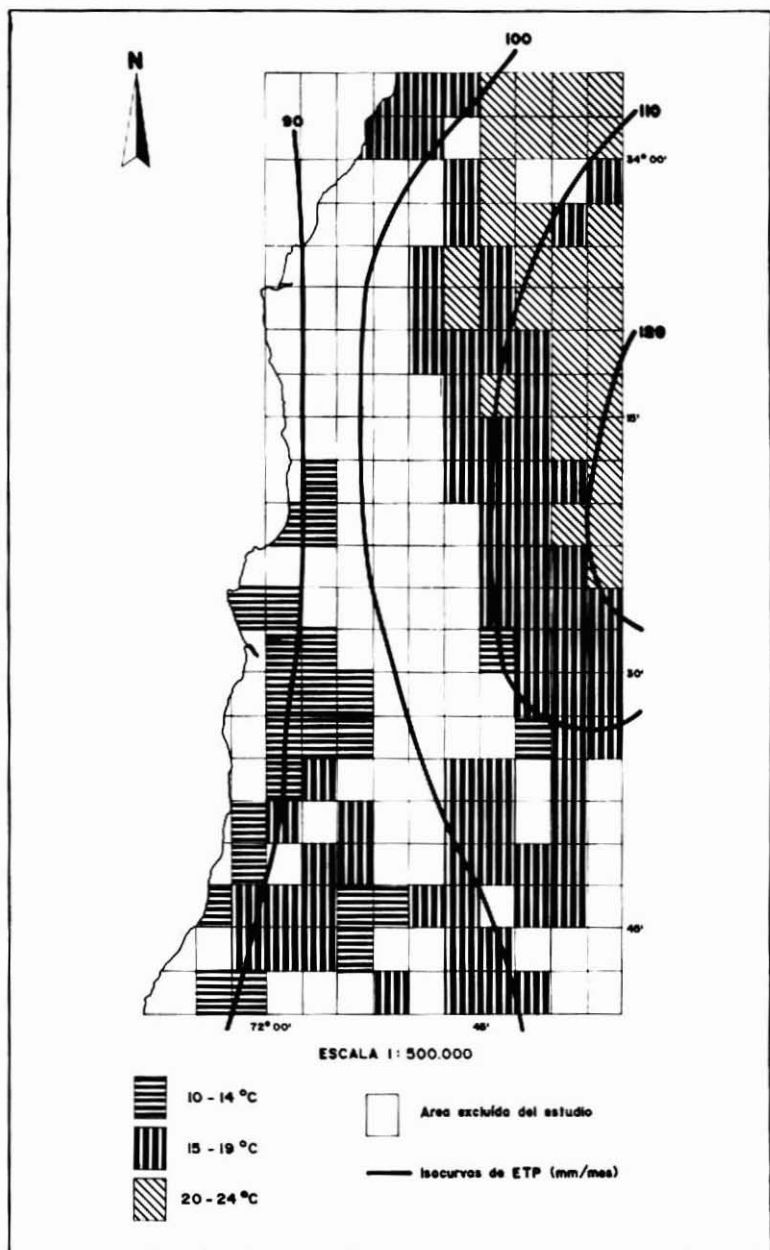 N
100
90
110
34° 00'
120
15'
30'
45'
72° 00'
45'
ESCALA 1: 500.000
10 - 14 °C
Area excluída del estudio
15 - 19 °C
Isocurvas de ETP (mm/mes)
20 - 24 °C